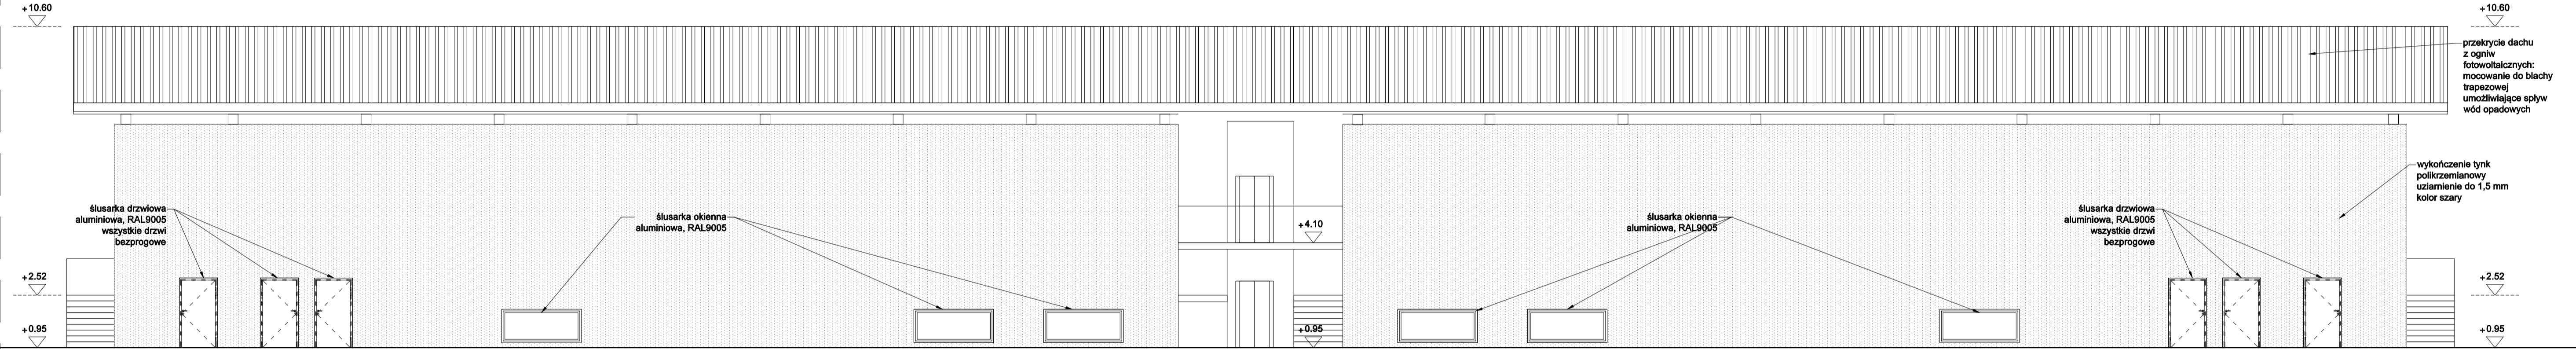 +10.60
+10.60
przekrycie dachu
z ogniw
fotowoltaicznych:
mocowanie do blachy
trapezowej
umożliwiające spływ
wód opadowych
wykończenie tynk
polikrzemianowy
uziarnienie do 1,5 mm
kolor szary
ślusarka drzwiowa
aluminiowa, RAL9005
wszystkie drzwi
bezprogowe
ślusarka okienna
aluminiowa, RAL9005
+4.10
ślusarka okienna
aluminiowa, RAL9005
ślusarka drzwiowa
aluminiowa, RAL9005
wszystkie drzwi
bezprogowe
+2.52
+2.52
+0.95
+0.95
+0.95